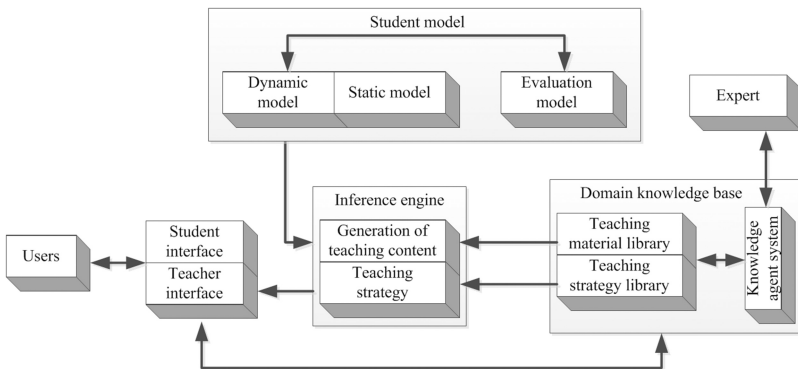 Student model
Dynamic
model
Static model
Evaluation
model
Expert
Inference engine
Domain knowledge base
Users
Student
interface
Teacher
interface
Generation of
teaching content
Teaching
strategy
Teaching
material library
Teaching
strategy library
Knowledge
agent system